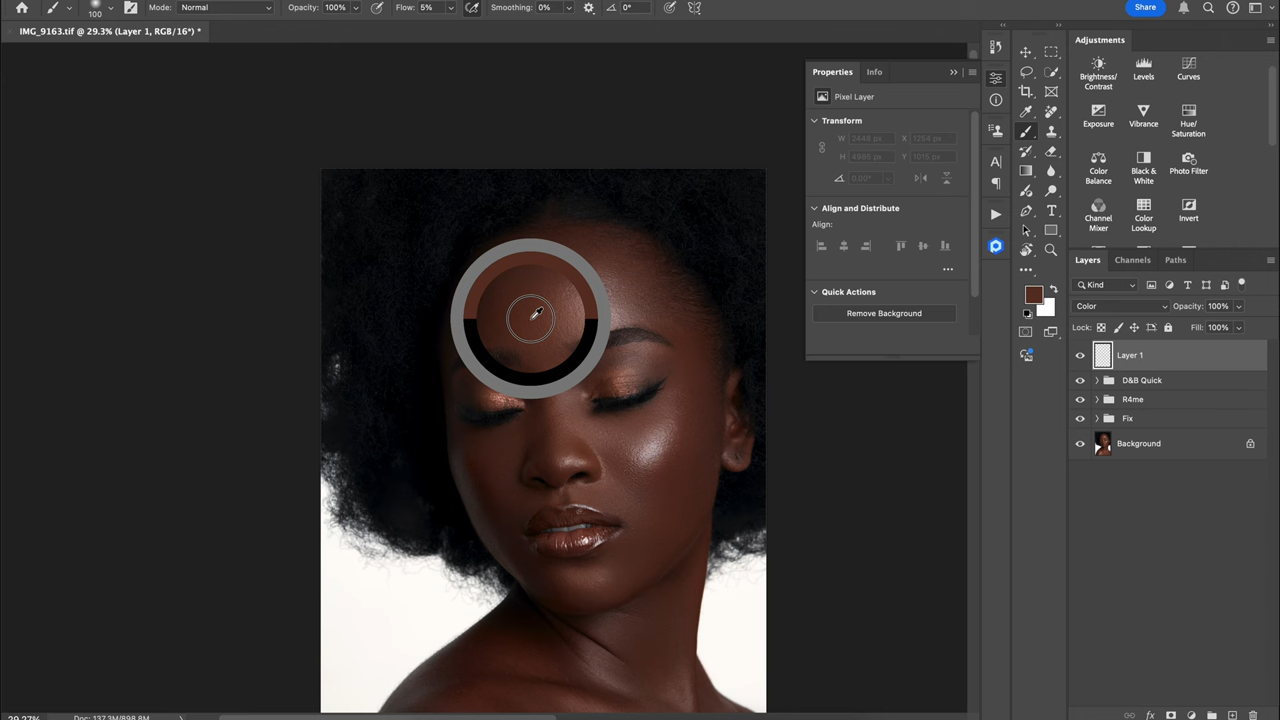 100
Mode: Normal
Opacity: 100%
Flow: 5%
Smoothing: 0%
0°
Share
IMG_9163.tif @ 29.3% (Layer 1, RGB/16*) *
Properties
Info
Pixel Layer
Transform
W 2448 px X 1254 px
H 4985 px Y 1015 px
0.00°
Align and Distribute
Align:
Quick Actions
Remove Background
Adjustments
Brightness/
Contrast
Levels
Curves
Exposure
Vibrance
Hue/
Saturation
Color
Balance
Black &
White
Photo Filter
Channel
Mixer
Color
Lookup
Invert
Layers
Channels
Paths
Kind
Color
Opacity: 100%
Lock:
Fill: 100%
Layer 1
D&B Quick
R4me
Fix
Background
29.27%
Doc: 137.3M/898.8M